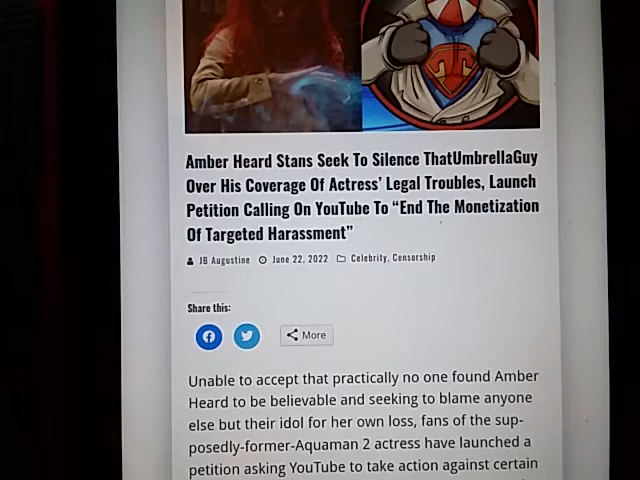 Amber Heard Stans Seek To Silence ThatUmbrellaGuy
Over His Coverage Of Actress’ Legal Troubles, Launch
Petition Calling On YouTube To “End The Monetization
Of Targeted Harassment”
JB Augustine June 22, 2022 Celebrity, Censorship
Share this:
More
Unable to accept that practically no one found Amber
Heard to be believable and seeking to blame anyone
else but their idol for her own loss, fans of the sup-
posedly-former-Aquaman 2 actress have launched a
petition asking YouTube to take action against certain